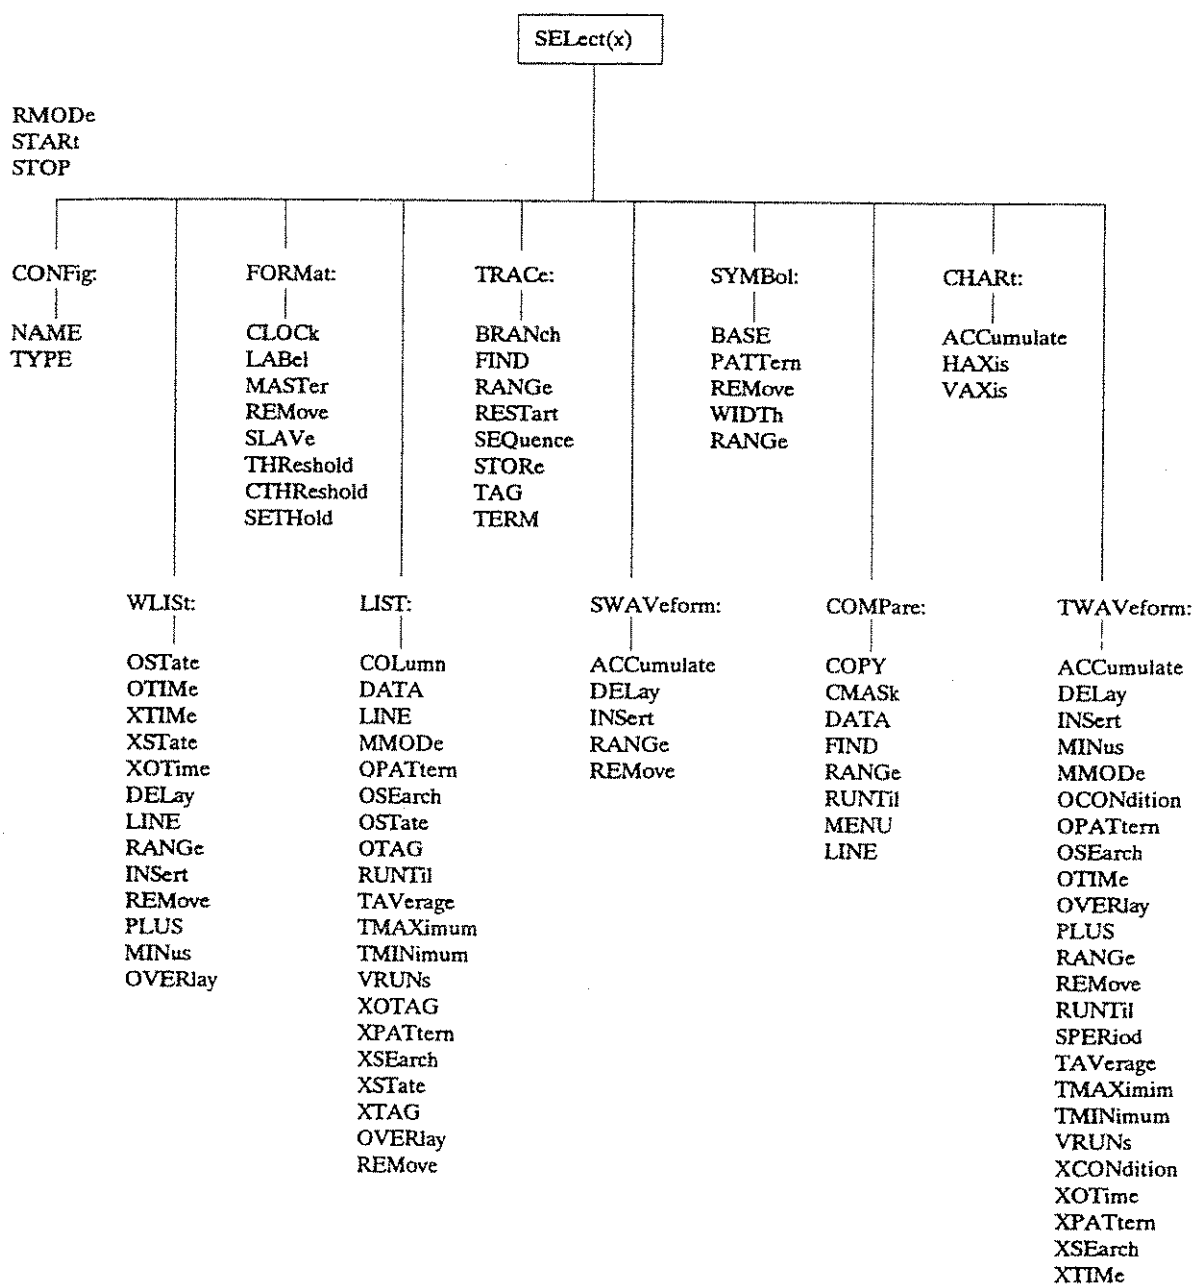 SELect(x)
RMODe
STARt
STOP
CONFig:
NAME
TYPE
FORMat:
CLOCk
LABel
MASTer
REMove
SLAVe
THReshold
CTHReshold
SETHold
TRACe:
BRANch
FIND
RANGe
RESTart
SEQuence
STORe
TAG
TERM
SYMBol:
BASE
PATTern
REMove
WIDTh
RANGe
CHARt:
ACCumulate
HAXis
VAXis
WLISt:
OSTate
OTIMe
XTIMe
XSTate
XOTime
DELay
LINE
RANGe
INSert
REMove
PLUS
MINus
OVERlay
LIST:
COLumn
DATA
LINE
MMODe
OPATtern
OSEarch
OSTate
OTAG
RUNTil
TAVerage
TMAXimum
TMINimum
VRUNs
XOTAG
XPATtern
XSEarch
XSTate
XTAG
OVERlay
REMove
SWAVeform:
ACCumulate
DELay
INSert
RANGe
REMove
COMPare:
COPY
CMASk
DATA
FIND
RANGe
RUNTil
MENU
LINE
TWAVeform:
ACCumulate
DELay
INSert
MINus
MMODe
OCONdition
OPATtern
OSEarch
OTIMe
OVERlay
PLUS
RANGe
REMove
RUNTil
SPERiod
TAVerage
TMAXimim
TMINimum
VRUNs
XCONdition
XOTime
XPATtern
XSEarch
XTIMe